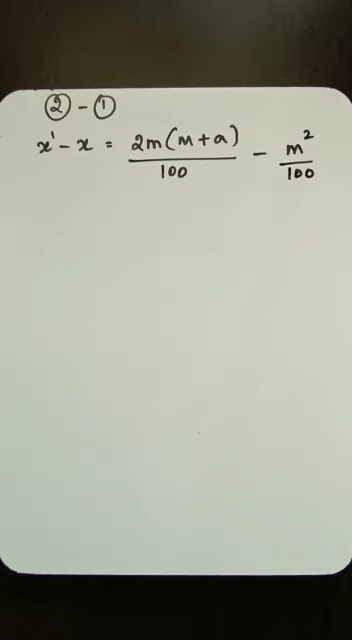 ② - ①
x' - x = 2m(m+a)/100 - m²/100